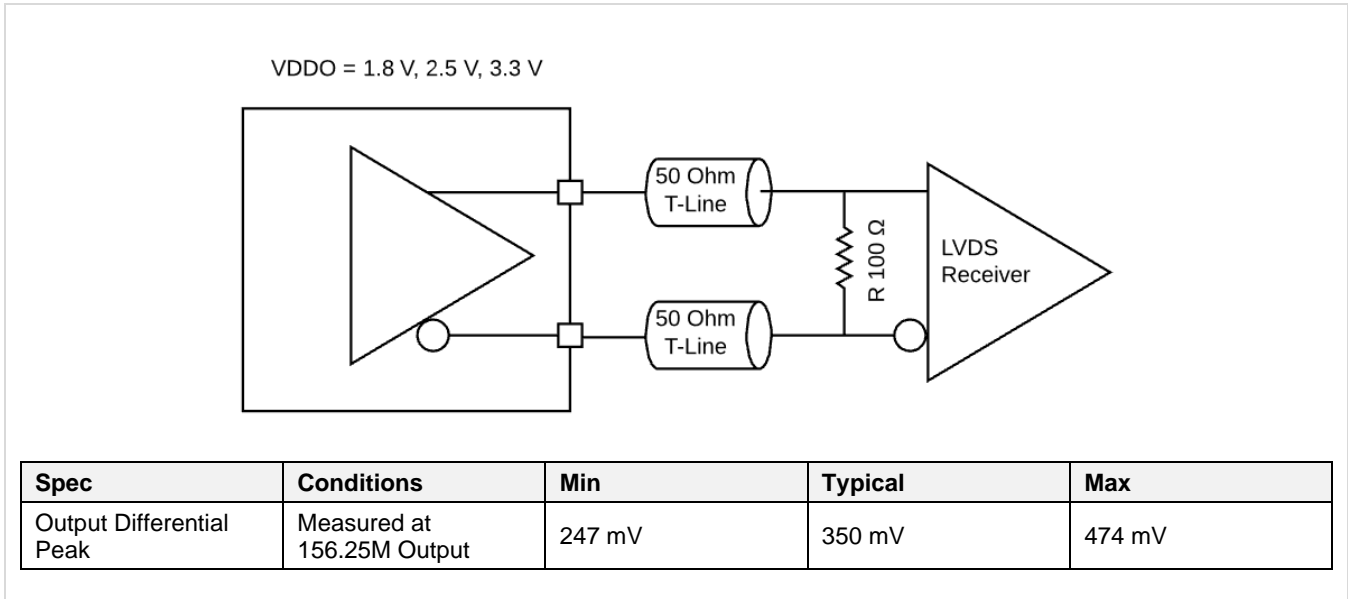 VDDO = 1.8 V, 2.5 V, 3.3 V
50 Ohm
T-Line
R 100 Ω
LVDS
Receiver
50 Ohm
T-Line
Spec Conditions Min Typical Max
Output Differential
Peak
Measured at
156.25M Output
247 mV 350 mV 474 mV